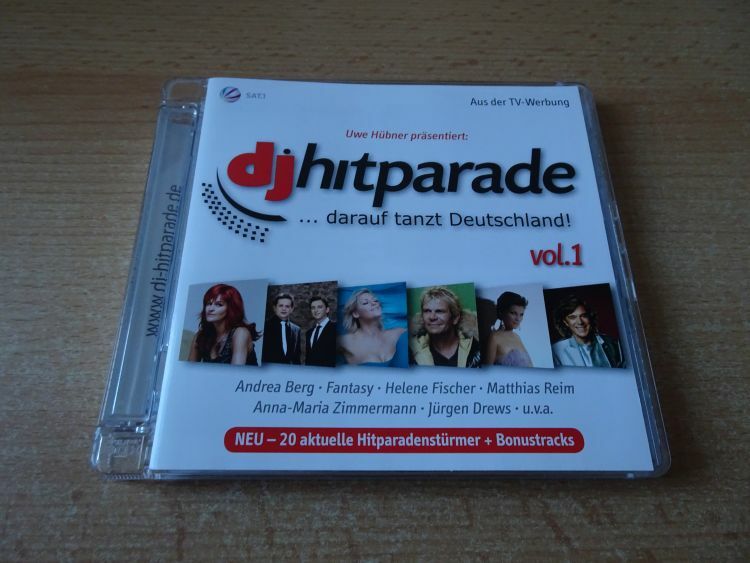 SAT.1
Aus der TV-Werbung
Uwe Hübner präsentiert:
djhitparade
... darauf tanzt Deutschland!
vol.1
www.dj-hitparade.de
Andrea Berg · Fantasy · Helene Fischer · Matthias Reim
Anna-Maria Zimmermann · Jürgen Drews · u.v.a.
NEU – 20 aktuelle Hitparadenstürmer + Bonustracks